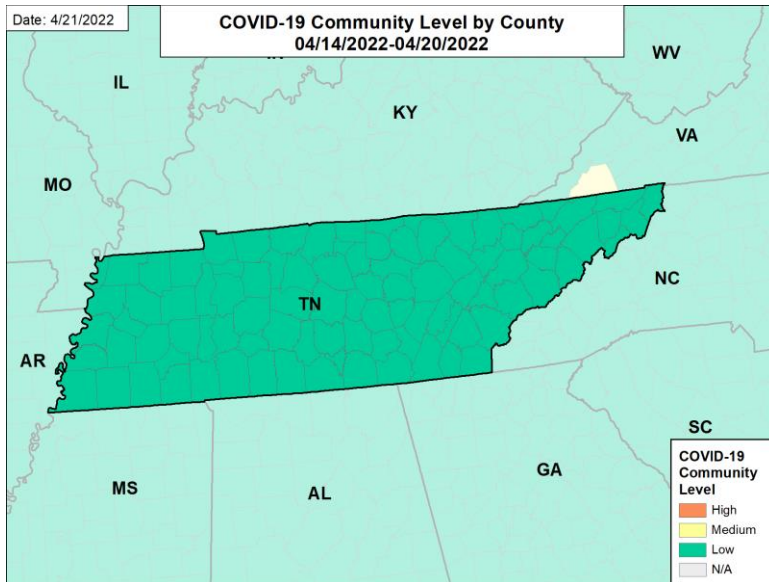 Date: 4/21/2022
COVID-19 Community Level by County
04/14/2022-04/20/2022
WV
IL
KY
VA
MO
NC
TN
AR
SC
GA
MS
AL
COVID-19
Community
Level
High
Medium
Low
N/A